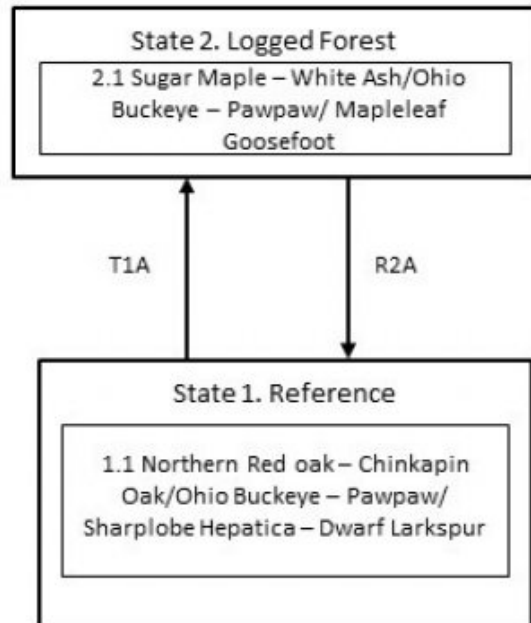 State 2. Logged Forest
2.1 Sugar Maple – White Ash/Ohio
Buckeye – Pawpaw/ Mapleleaf
Goosefoot
T1A
R2A
State 1. Reference
1.1 Northern Red oak – Chinkapin
Oak/Ohio Buckeye – Pawpaw/
Sharplobe Hepatica – Dwarf Larkspur